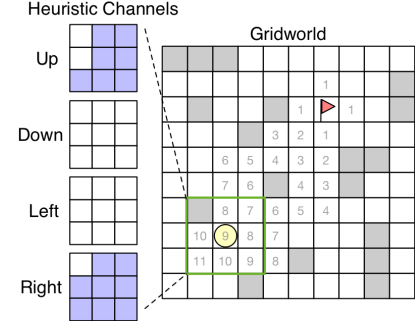 Heuristic Channels
Gridworld
Up
Down
Left
Right
1
1 1
3 2 1
6 5 4 3 2
7 6 4 3
8 7 6 5 4
10 9 8 7
11 10 9 8